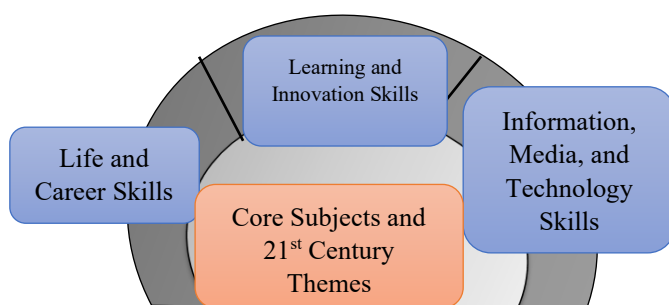 Learning and
Innovation Skills
Life and
Career Skills
Information,
Media, and
Technology
Skills
Core Subjects and
21st Century
Themes